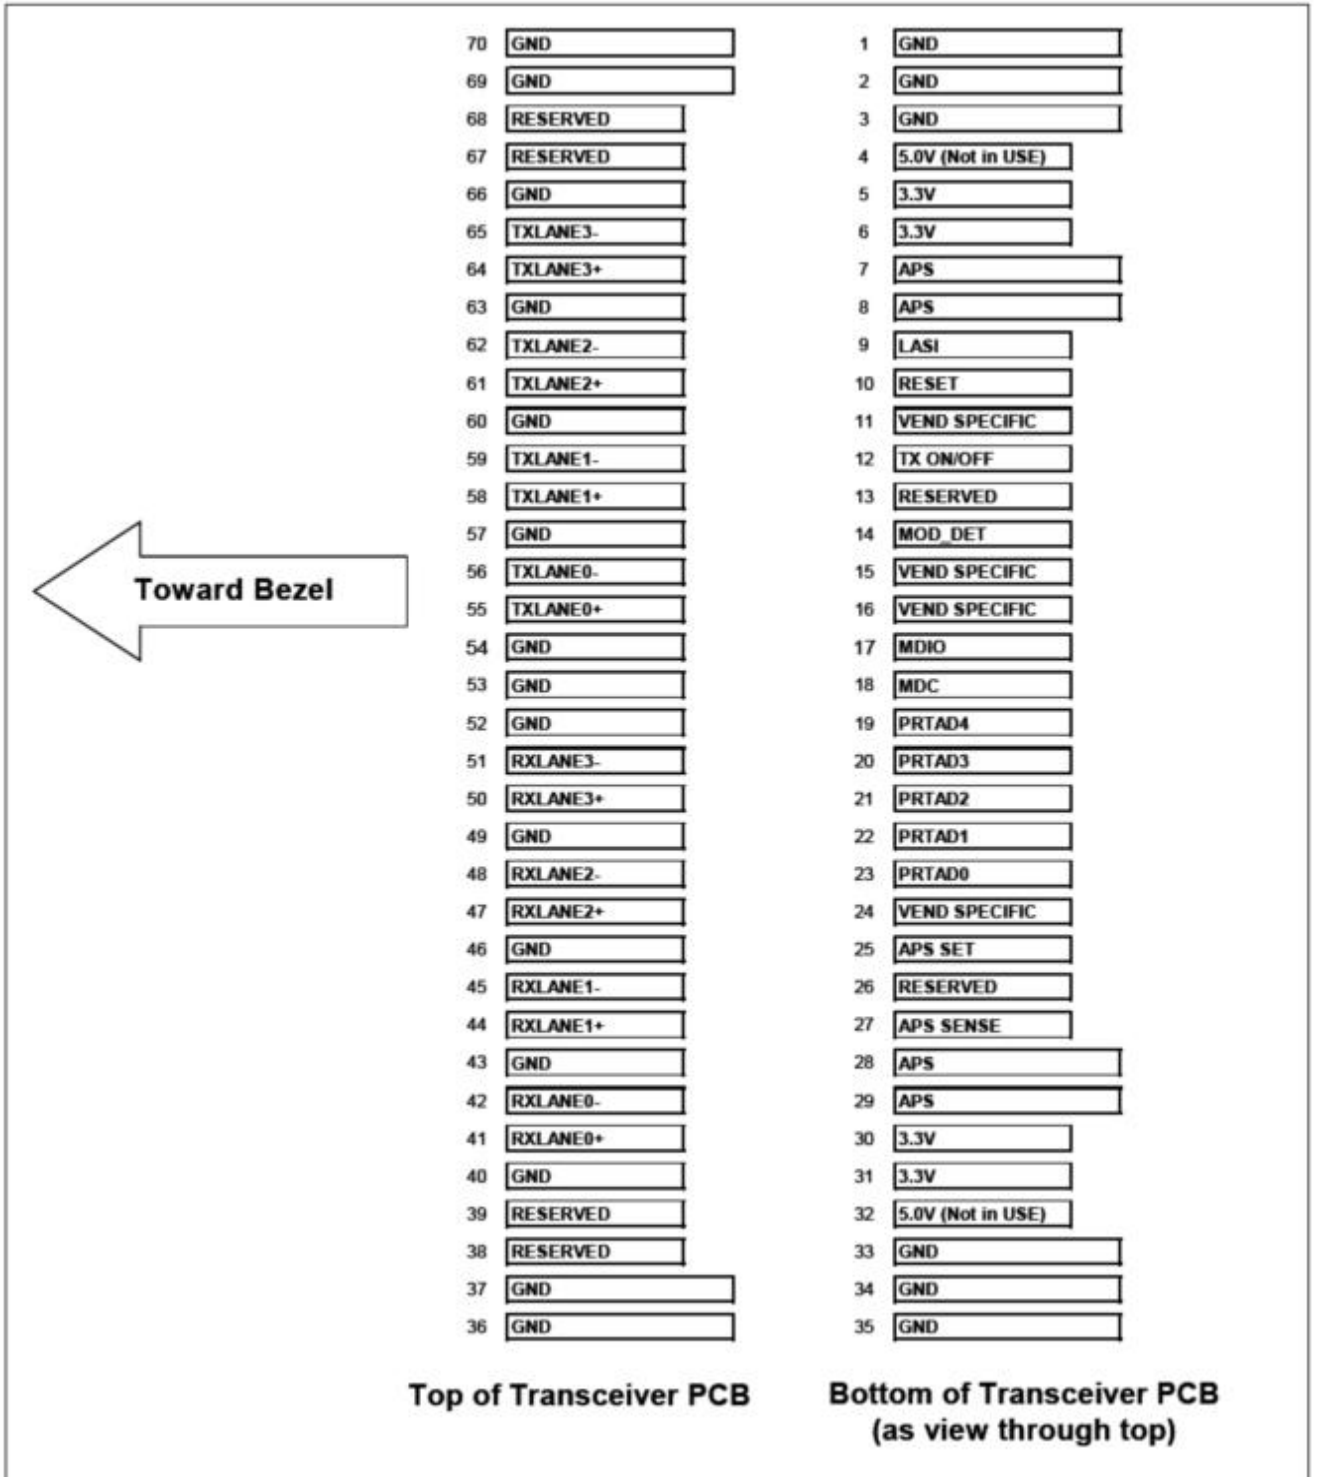 70 GND 1 GND
69 GND 2 GND
68 RESERVED 3 GND
67 RESERVED 4 5.0V (Not in USE)
66 GND 5 3.3V
65 TXLANE3- 6 3.3V
64 TXLANE3+ 7 APS
63 GND 8 APS
62 TXLANE2- 9 LASI
61 TXLANE2+ 10 RESET
60 GND 11 VEND SPECIFIC
59 TXLANE1- 12 TX ON/OFF
58 TXLANE1+ 13 RESERVED
57 GND 14 MOD_DET
56 TXLANE0- 15 VEND SPECIFIC
Toward Bezel
55 TXLANE0+ 16 VEND SPECIFIC
54 GND 17 MDIO
53 GND 18 MDC
52 GND 19 PRTAD4
51 RXLANE3- 20 PRTAD3
50 RXLANE3+ 21 PRTAD2
49 GND 22 PRTAD1
48 RXLANE2- 23 PRTAD0
47 RXLANE2+ 24 VEND SPECIFIC
46 GND 25 APS SET
45 RXLANE1- 26 RESERVED
44 RXLANE1+ 27 APS SENSE
43 GND 28 APS
42 RXLANE0- 29 APS
41 RXLANE0+ 30 3.3V
40 GND 31 3.3V
39 RESERVED 32 5.0V (Not in USE)
38 RESERVED 33 GND
37 GND 34 GND
36 GND 35 GND
Top of Transceiver PCB Bottom of Transceiver PCB
(as view through top)